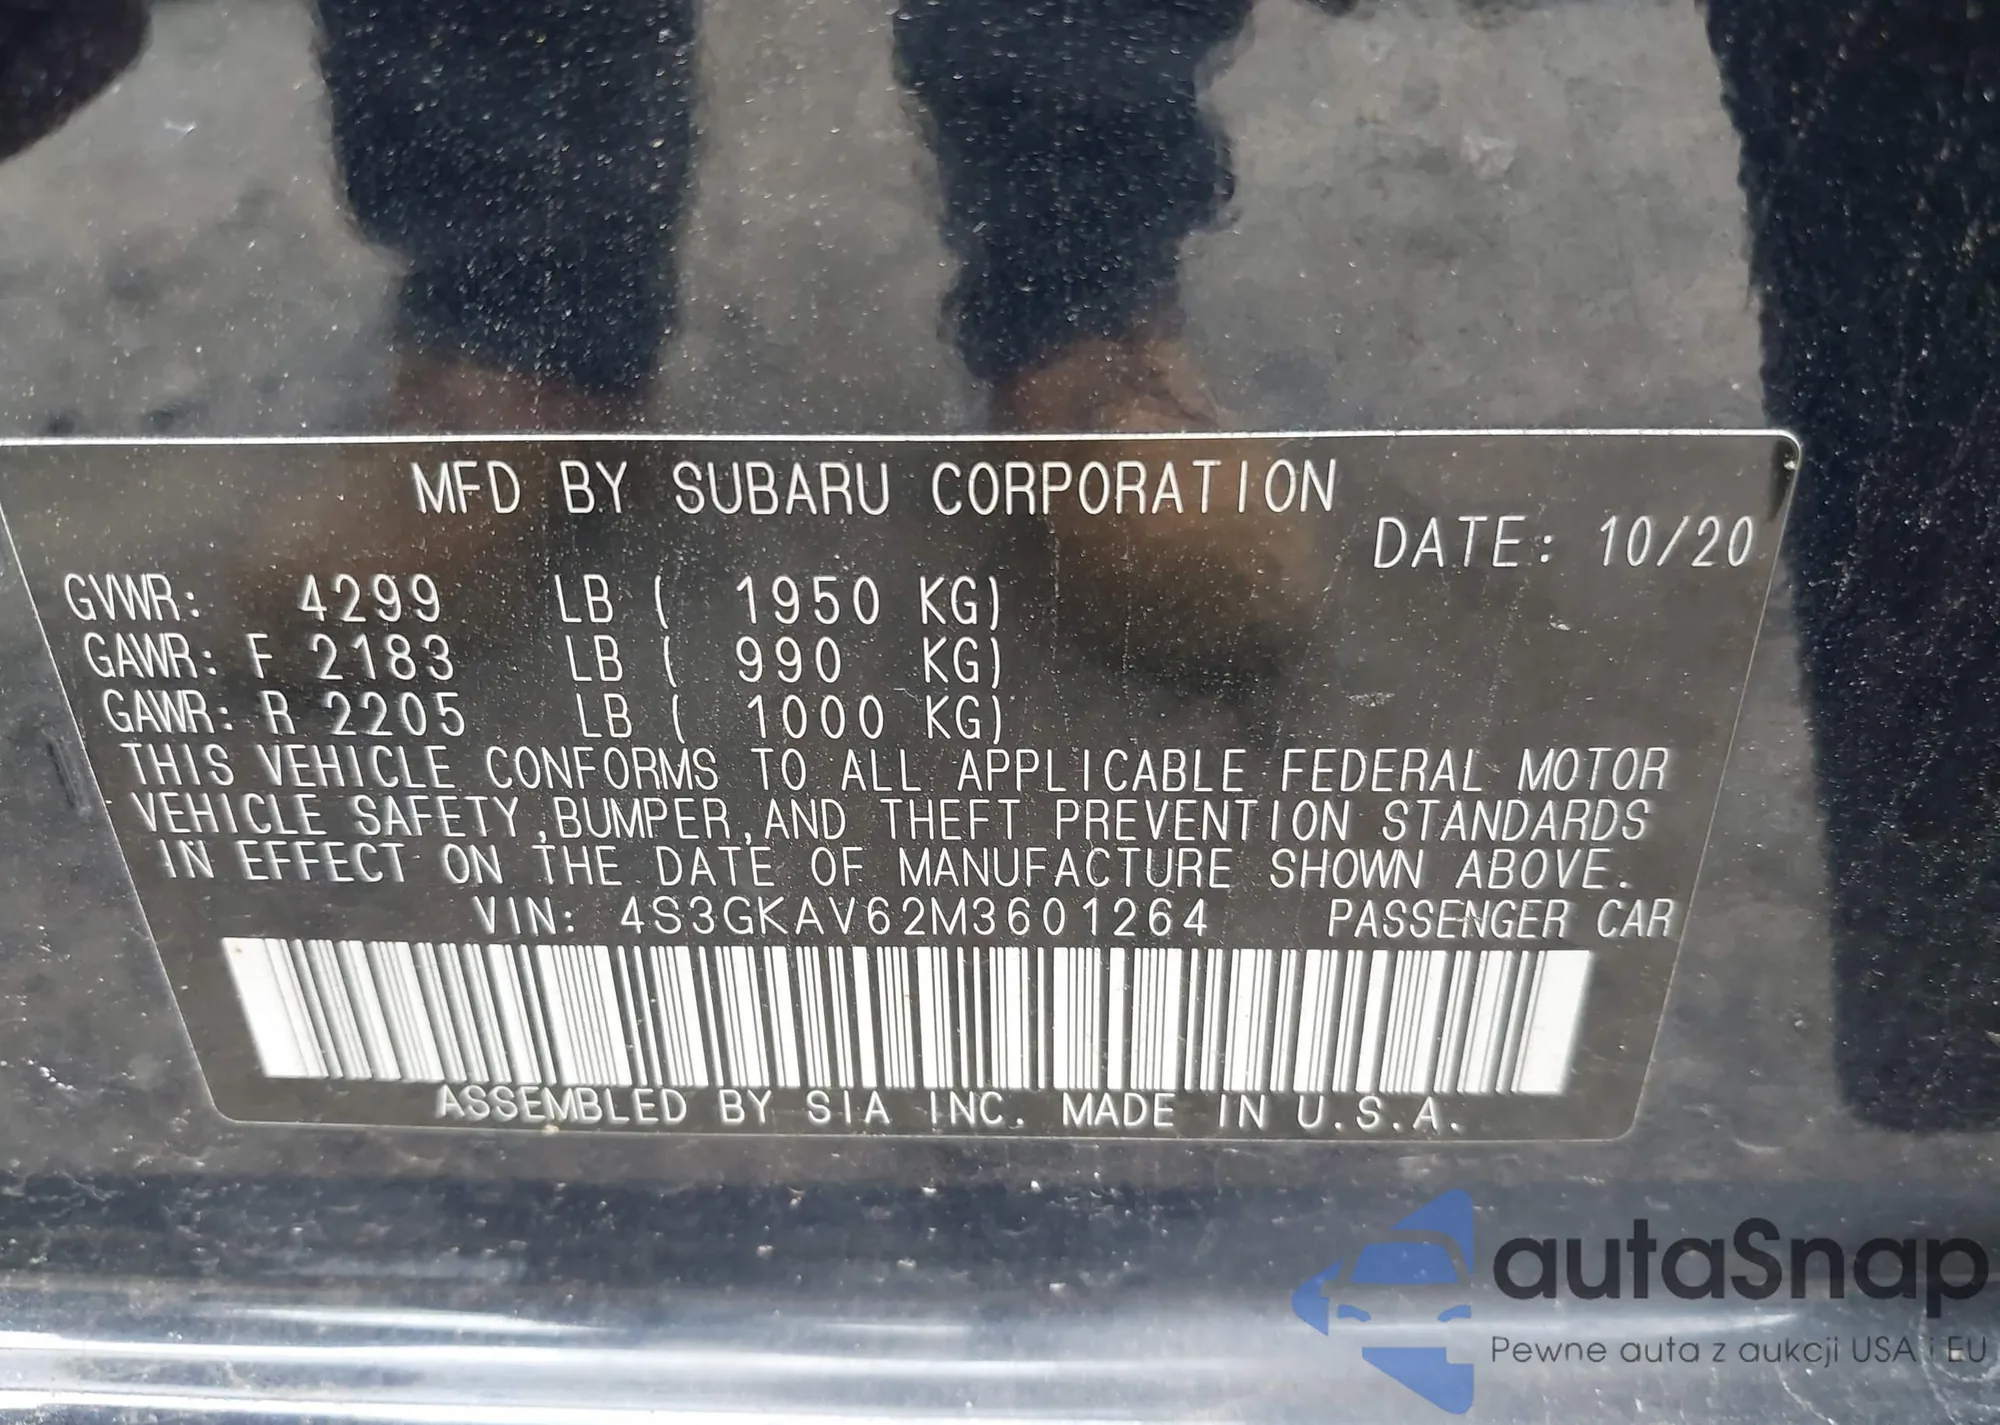 MFD BY SUBARU CORPORATION
DATE: 10/20
GVWR: 4299 LB ( 1950 KG)
GAWR: F 2183 LB ( 990 KG)
GAWR: R 2205 LB ( 1000 KG)
THIS VEHICLE CONFORMS TO ALL APPLICABLE FEDERAL MOTOR
VEHICLE SAFETY,BUMPER,AND THEFT PREVENTION STANDARDS
IN EFFECT ON THE DATE OF MANUFACTURE SHOWN ABOVE.
VIN: 4S3GKAV62M3601264 PASSENGER CAR
ASSEMBLED BY SIA INC. MADE IN U.S.A.
autaSnap
Pewne auta z aukcji USA i EU